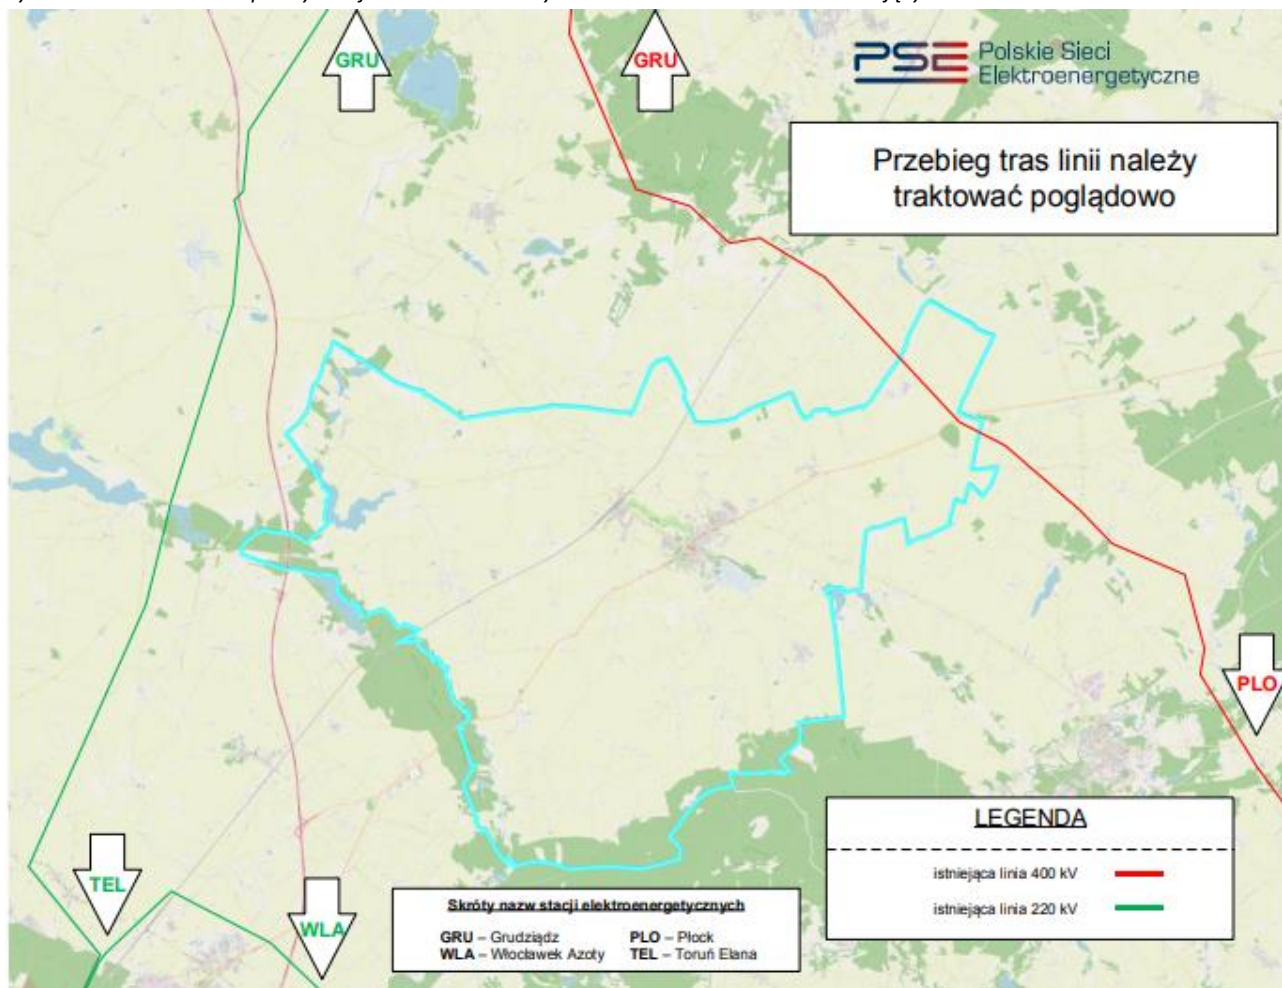 GRU
GRU
PSE Polskie Sieci
Elektroenergetyczne
Przebieg tras linii należy
traktować poglądowo
PLO
TEL
WLA
LEGENDA
istniejąca linia 400 kV
istniejąca linia 220 kV
Skróty nazw stacji elektroenergetycznych
GRU – Grudziądz PLO – Płock
WLA – Włocławek Azoty TEL – Toruń Elana